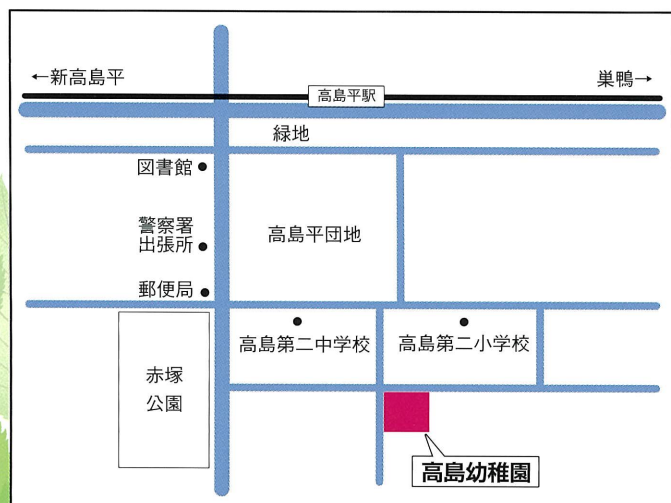 ←新高島平
巣鴨→
高島平駅
緑地
図書館
警察署
出張所
高島平団地
郵便局
高島第二中学校
高島第二小学校
赤塚
公園
高島幼稚園